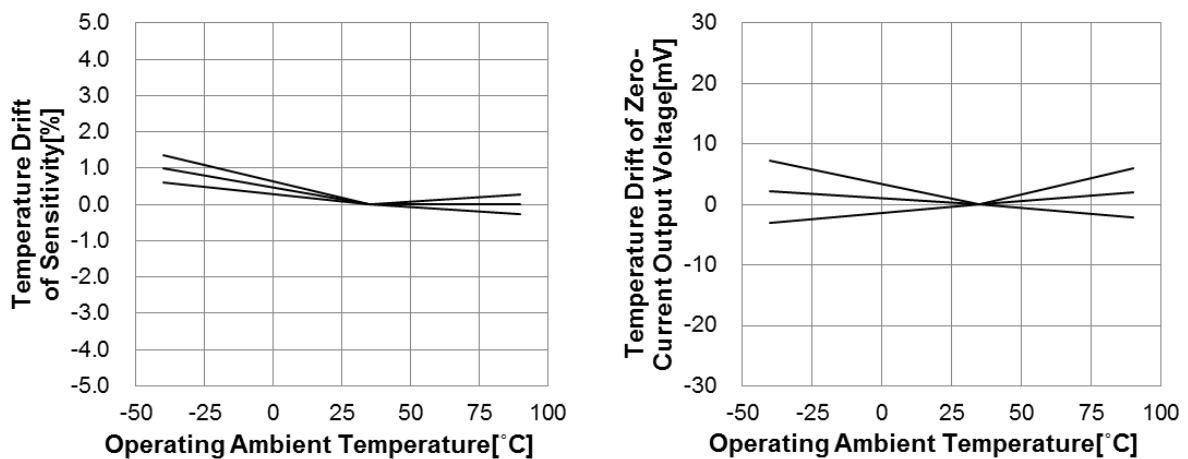 Temperature Drift
of Sensitivity[%]
5.0
4.0
3.0
2.0
1.0
0.0
-1.0
-2.0
-3.0
-4.0
-5.0
-50 -25 0 25 50 75 100
Operating Ambient Temperature[˚C]
Temperature Drift of Zero-
Current Output Voltage[mV]
30
20
10
0
-10
-20
-30
-50 -25 0 25 50 75 100
Operating Ambient Temperature[˚C]